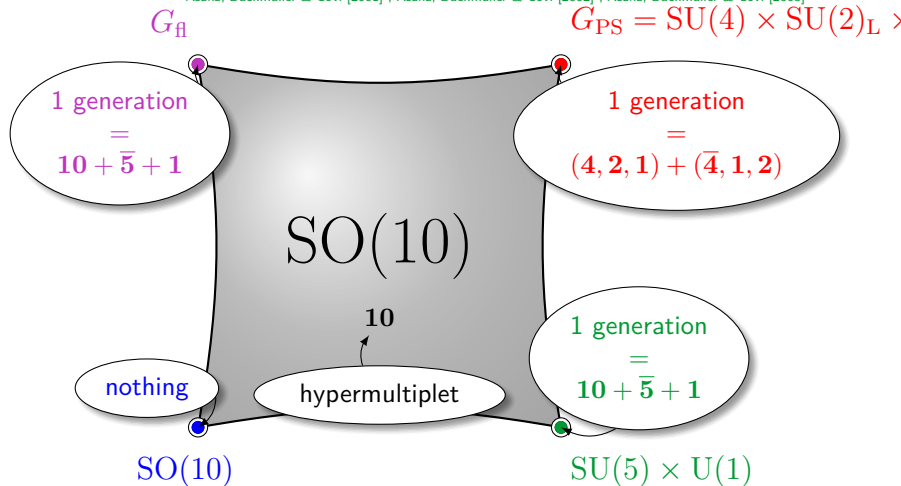 G_fl
G_PS = SU(4) × SU(2)_L ×
1 generation
=
10 + 5̅ + 1
1 generation
=
(4, 2, 1) + (4̅, 1, 2)
SO(10)
10
1 generation
=
10 + 5̅ + 1
nothing
hypermultiplet
SO(10)
SU(5) × U(1)